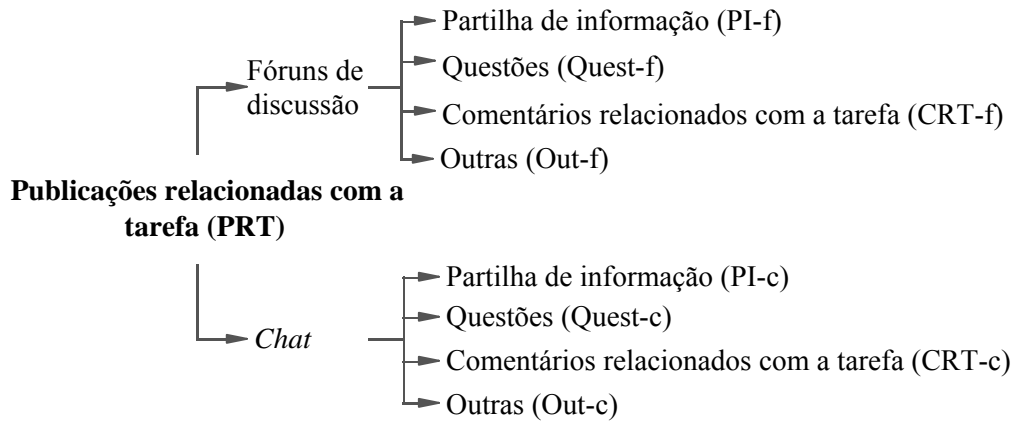 Partilha de informação (PI-f)
Fóruns de
discussão
Questões (Quest-f)
Comentários relacionados com a tarefa (CRT-f)
Outras (Out-f)
Publicações relacionadas com a
tarefa (PRT)
Partilha de informação (PI-c)
Chat
Questões (Quest-c)
Comentários relacionados com a tarefa (CRT-c)
Outras (Out-c)